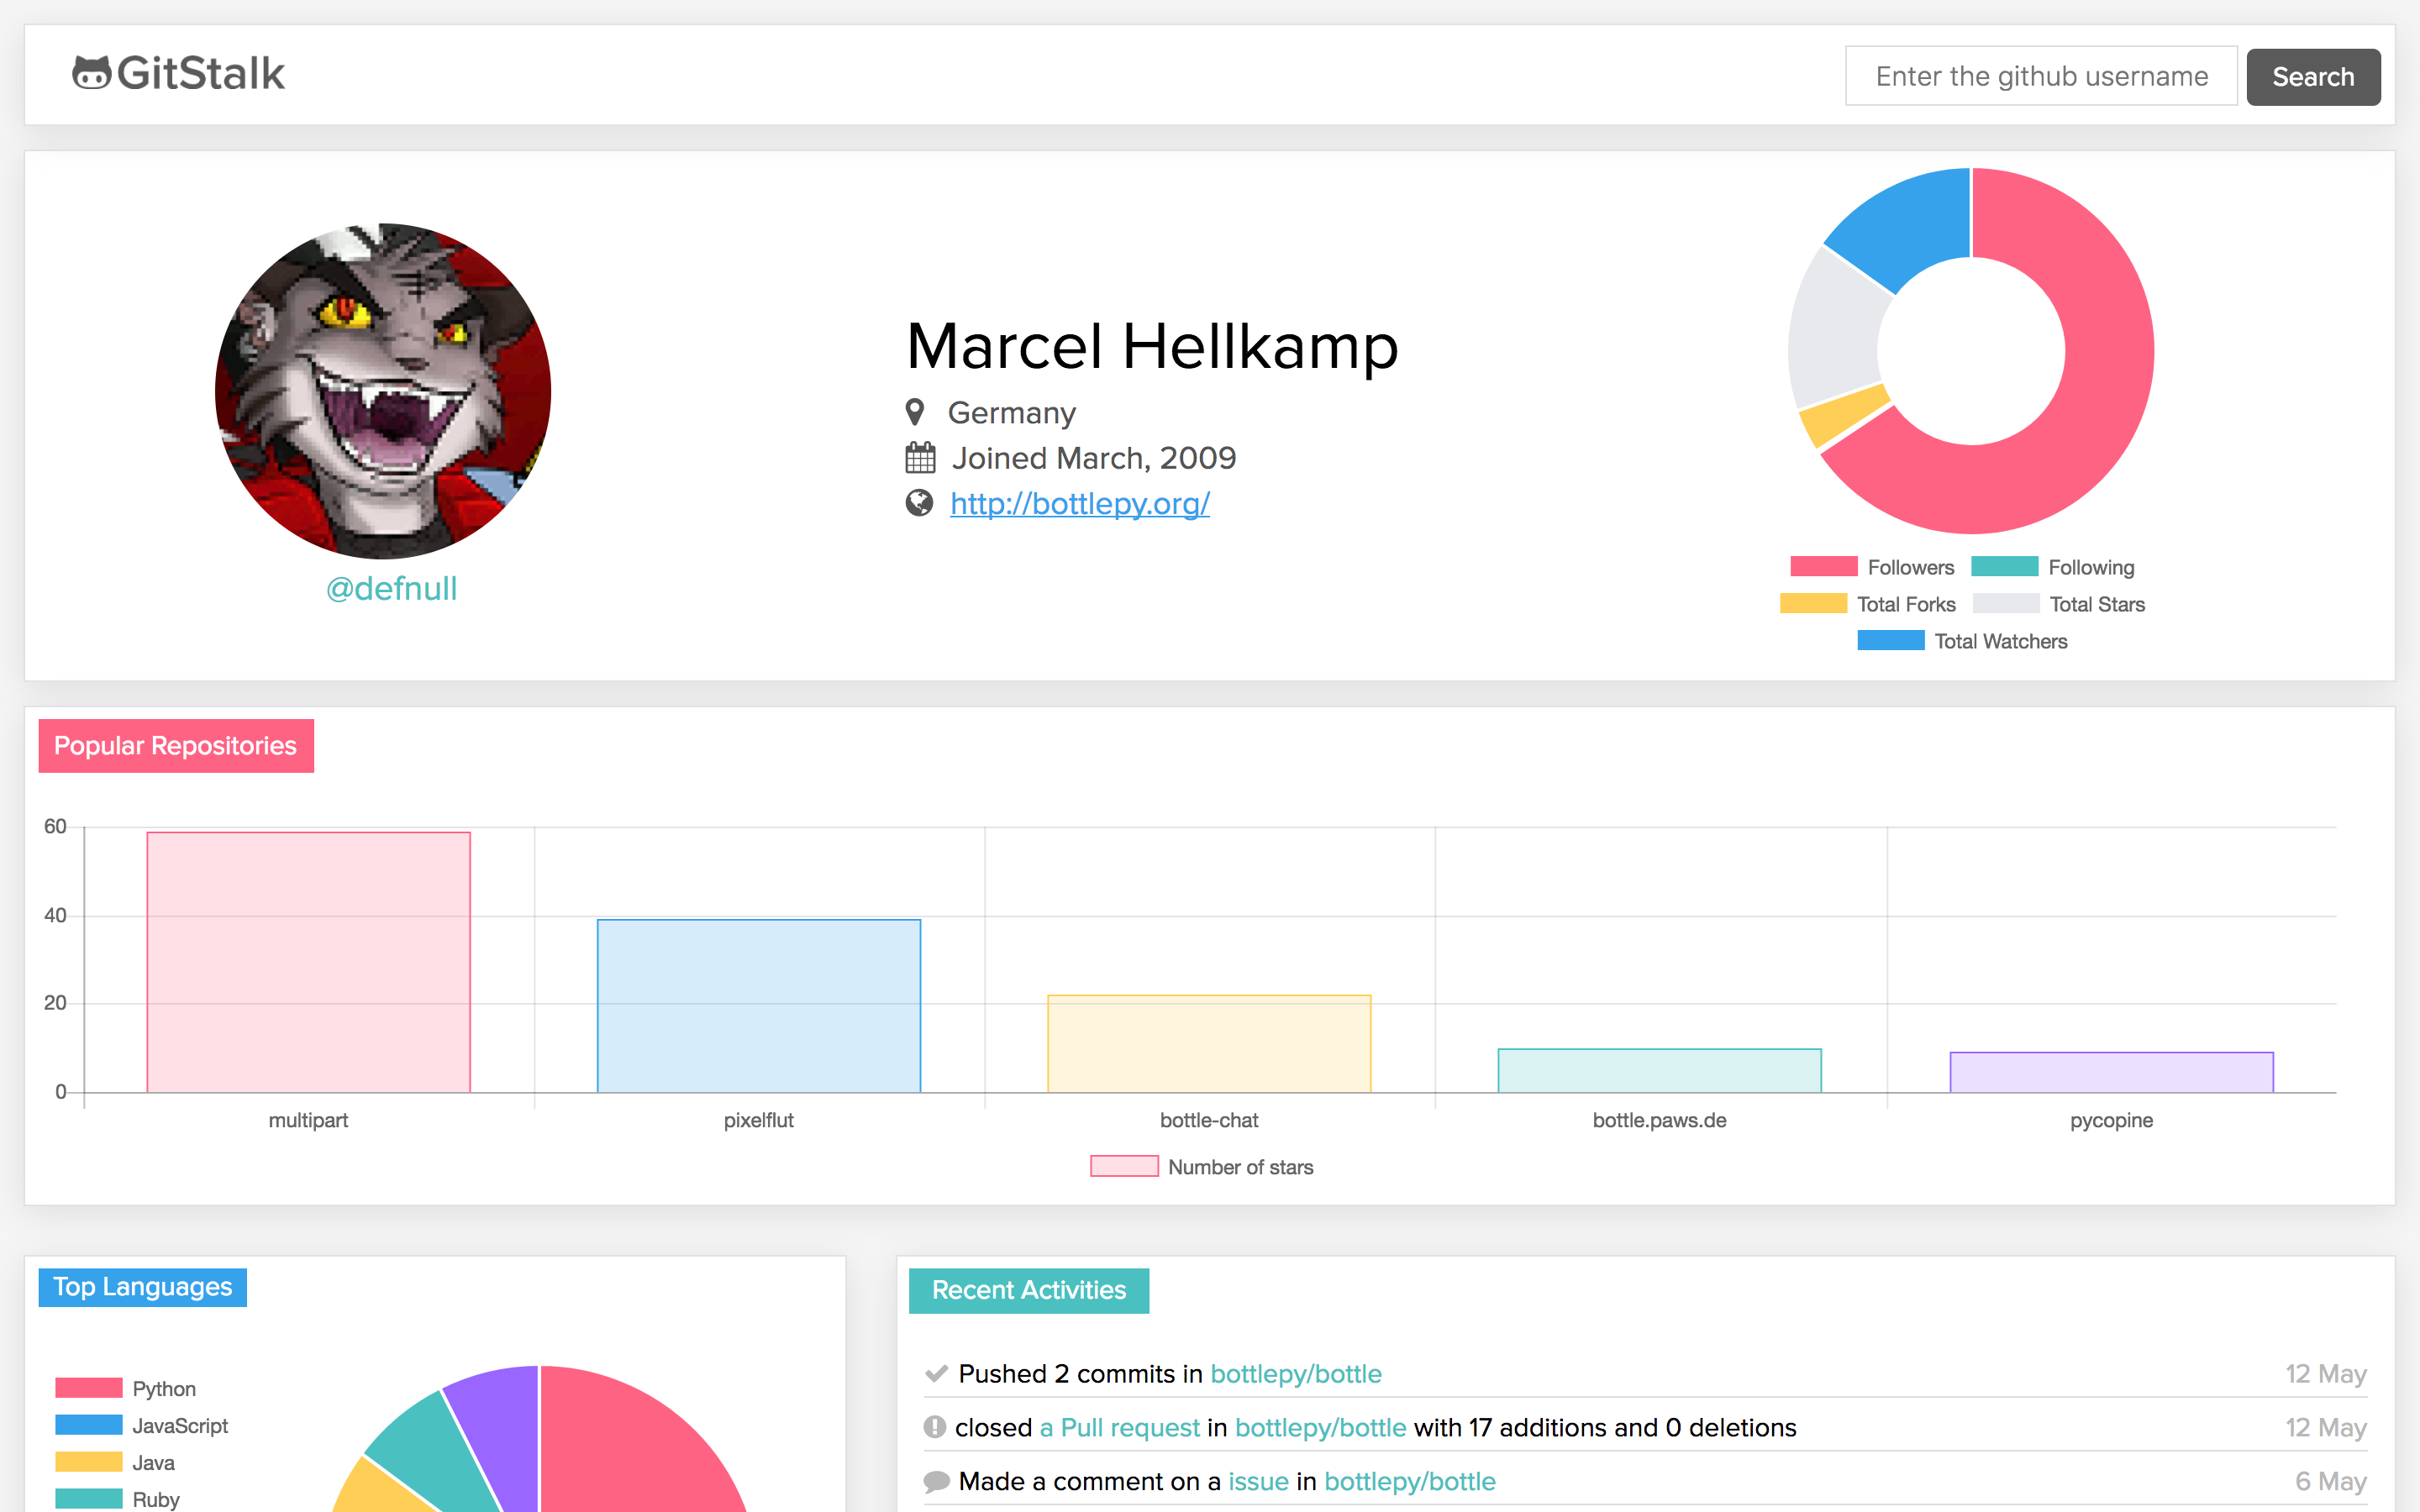 GitStalk
Enter the github username
Search
Marcel Hellkamp
Germany
Joined March, 2009
http://bottlepy.org/
@defnull
Followers
Following
Total Forks
Total Stars
Total Watchers
Popular Repositories
60
40
20
0
multipart
pixelflut
bottle-chat
bottle.paws.de
pycopine
Number of stars
Top Languages
Python
JavaScript
Java
Ruby
Recent Activities
Pushed 2 commits in bottlepy/bottle
12 May
closed a Pull request in bottlepy/bottle with 17 additions and 0 deletions
12 May
Made a comment on a issue in bottlepy/bottle
6 May